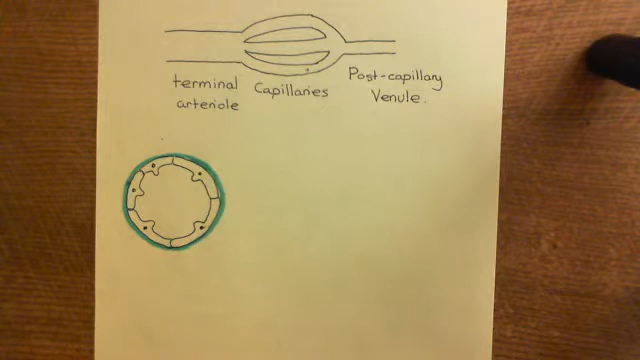 terminal
arteriole
Capillaries
Post-capillary
Venule.